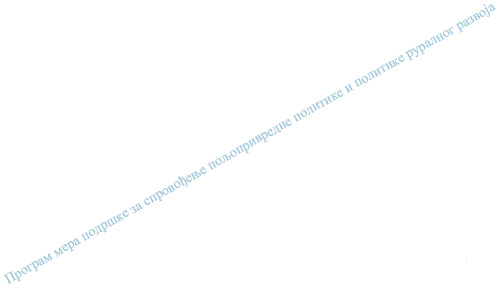 Програм мера подршке за спровођење пољопривредне политике и политике руралног развоја